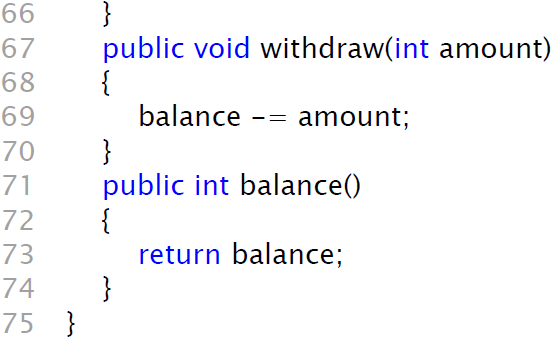 66 }
67 public void withdraw(int amount)
68 {
69 balance -= amount;
70 }
71 public int balance()
72 {
73 return balance;
74 }
75 }